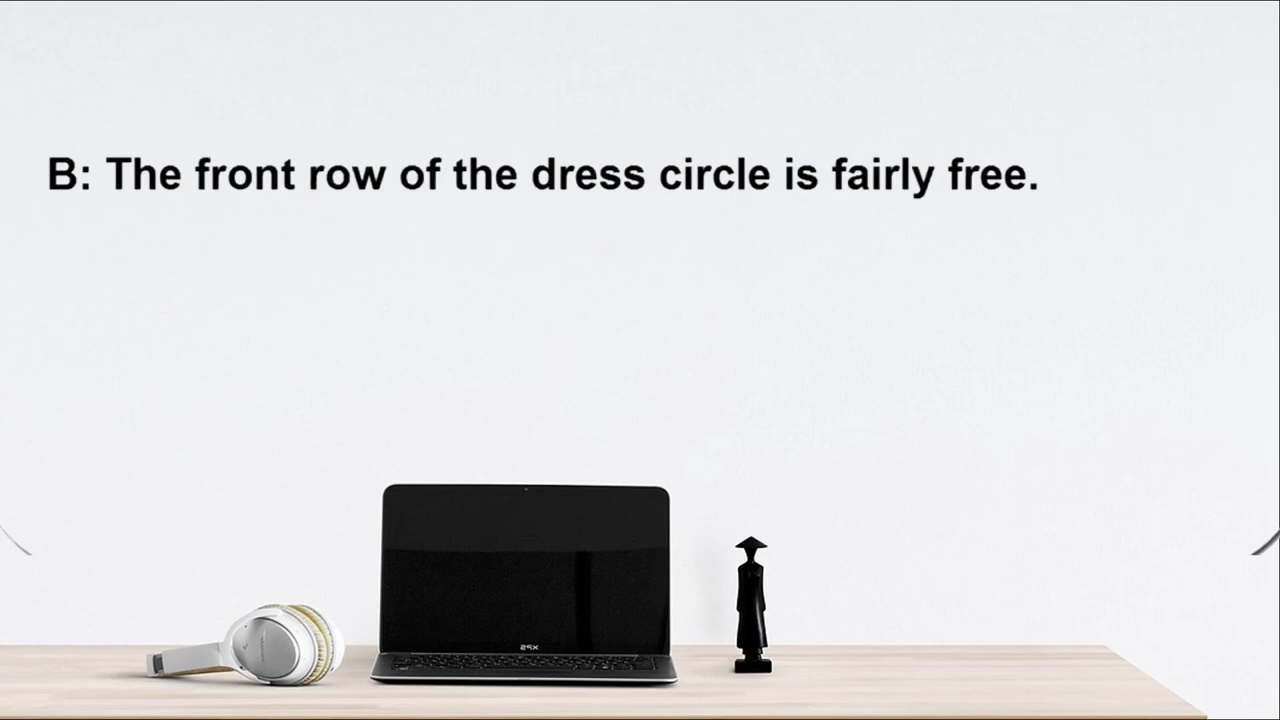 B: The front row of the dress circle is fairly free.